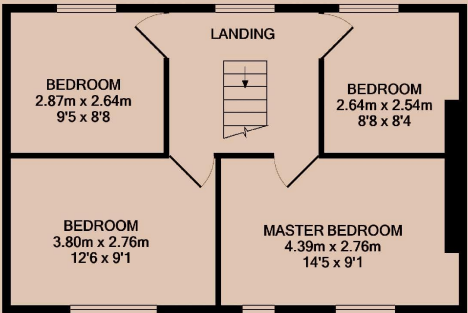 LANDING
BEDROOM
2.87m x 2.64m
9'5 x 8'8
BEDROOM
2.64m x 2.54m
8'8 x 8'4
BEDROOM
3.80m x 2.76m
12'6 x 9'1
MASTER BEDROOM
4.39m x 2.76m
14'5 x 9'1